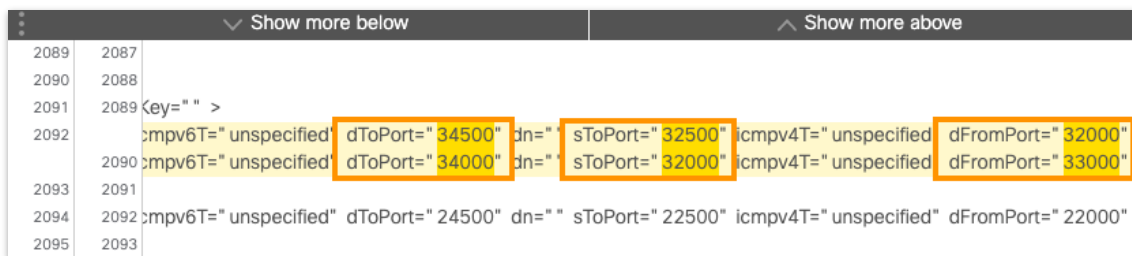 Show more below Show more above
2089 2087
2090 2088
2091 2089 Key=" " >
2092 cmpv6T=" unspecified" dToPort=" 34500" dn=" " sToPort=" 32500" icmpv4T=" unspecified dFromPort=" 32000"
2090 cmpv6T=" unspecified" dToPort=" 34000" dn=" " sToPort=" 32000" icmpv4T=" unspecified dFromPort=" 33000"
2093 2091
2094 2092 cmpv6T=" unspecified" dToPort=" 24500" dn=" " sToPort=" 22500" icmpv4T=" unspecified" dFromPort=" 22000"
2095 2093